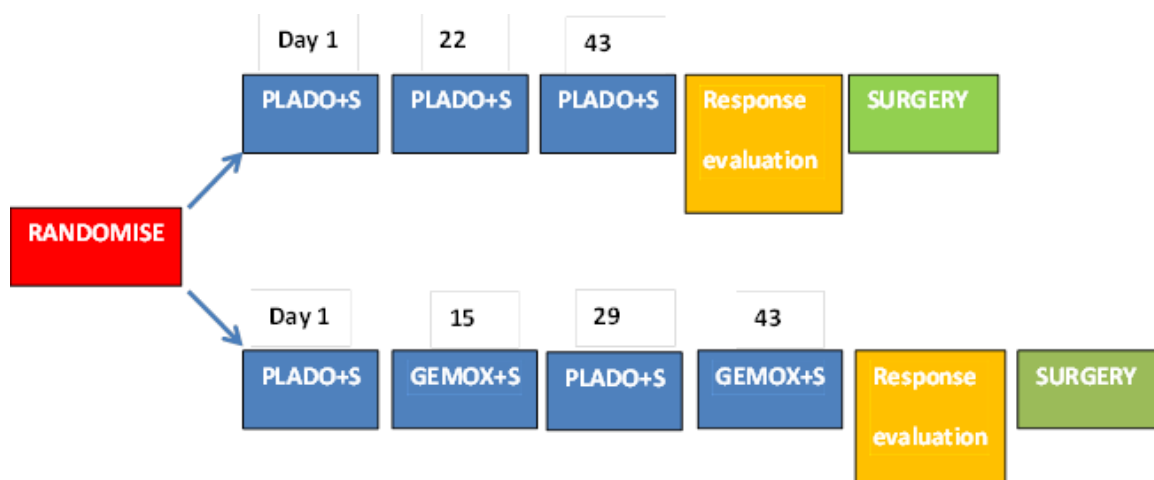 Day 1 22 43
PLADO+S PLADO+S PLADO+S Response SURGERY
evaluation
RANDOMISE
Day 1 15 29 43
PLADO+S GEMOX+S PLADO+S GEMOX+S Response SURGERY
evaluation